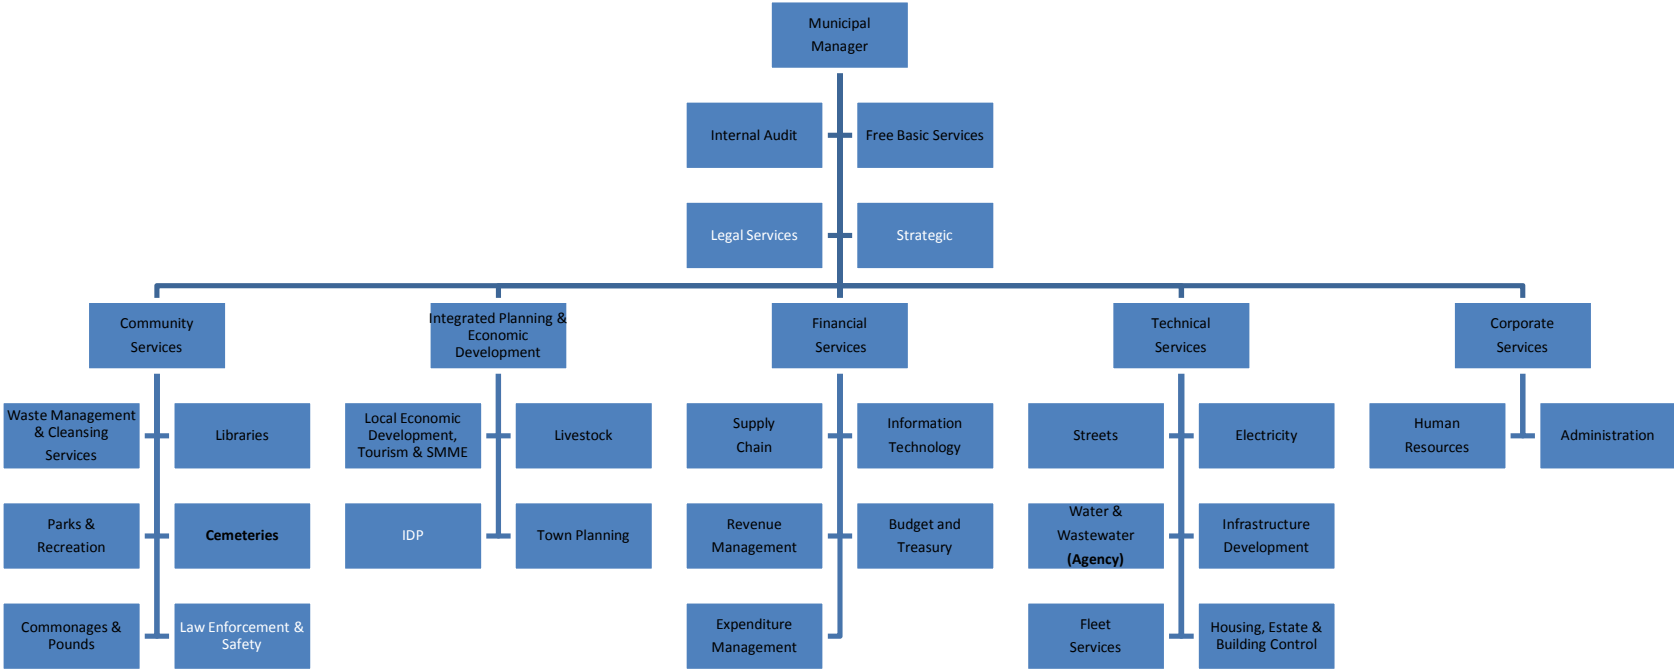 Municipal
Manager
Internal Audit
Free Basic Services
Legal Services
Strategic
Community
Services
Integrated Planning &
Economic
Development
Financial
Services
Technical
Services
Corporate
Services
Waste Management
& Cleansing
Services
Libraries
Local Economic
Development,
Tourism & SMME
Livestock
Supply
Chain
Information
Technology
Streets
Electricity
Human
Resources
Administration
Parks &
Recreation
Cemeteries
IDP
Town Planning
Revenue
Management
Budget and
Treasury
Water &
Wastewater
(Agency)
Infrastructure
Development
Commonages &
Pounds
Law Enforcement &
Safety
Expenditure
Management
Fleet
Services
Housing, Estate &
Building Control